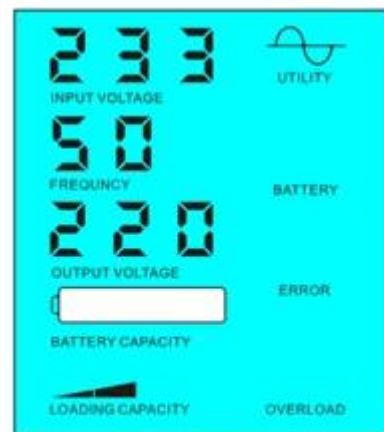 233
UTILITY
INPUT VOLTAGE
50
FREQUNCY
BATTERY
220
OUTPUT VOLTAGE
ERROR
BATTERY CAPACITY
LOADING CAPACITY OVERLOAD